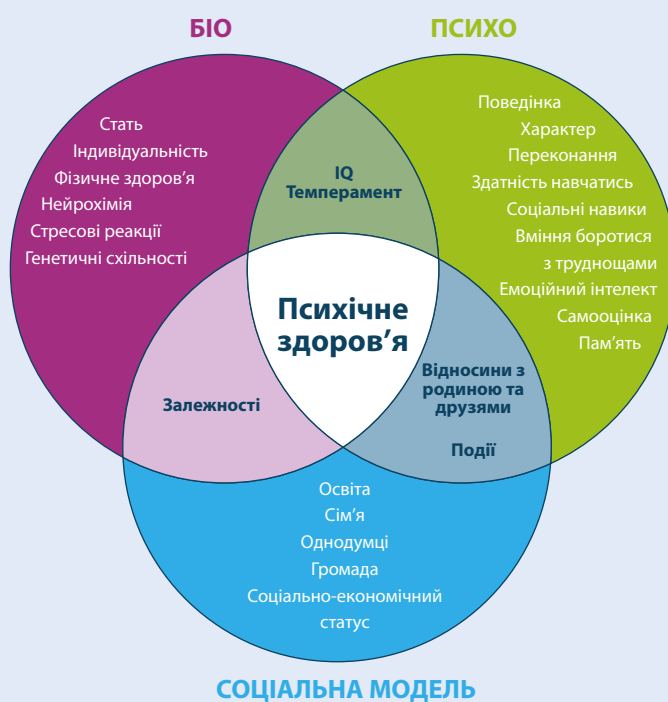 БІО
ПСИХО
Стать
Індивідуальність
Фізичне здоров’я
Нейрохімія
Стресові реакції
Генетичні схільності
IQ
Темперамент
Поведінка
Характер
Переконання
Здатність навчатись
Соціальні навики
Вміння боротися
з труднощами
Емоційний інтелект
Самооцінка
Пам’ять
Психічне
здоров’я
Залежності
Відносини з
родиною та
друзями
Події
Освіта
Сім’я
Однодумці
Громада
Соціально-економічний
статус
СОЦІАЛЬНА МОДЕЛЬ